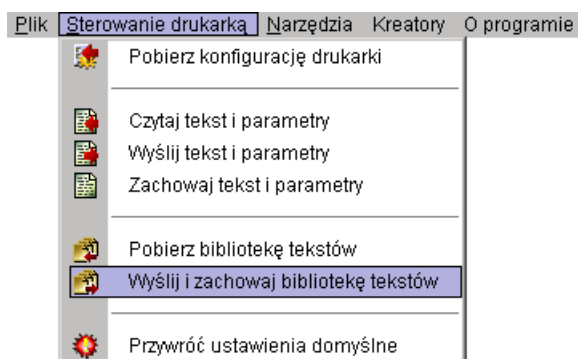 Plik Sterowanie drukarką Narzędzia Kreatory O programie
Pobierz konfigurację drukarki
Czytaj tekst i parametry
Wyślij tekst i parametry
Zachowaj tekst i parametry
Pobierz bibliotekę tekstów
Wyślij i zachowaj bibliotekę tekstów
Przywróć ustawienia domyślne